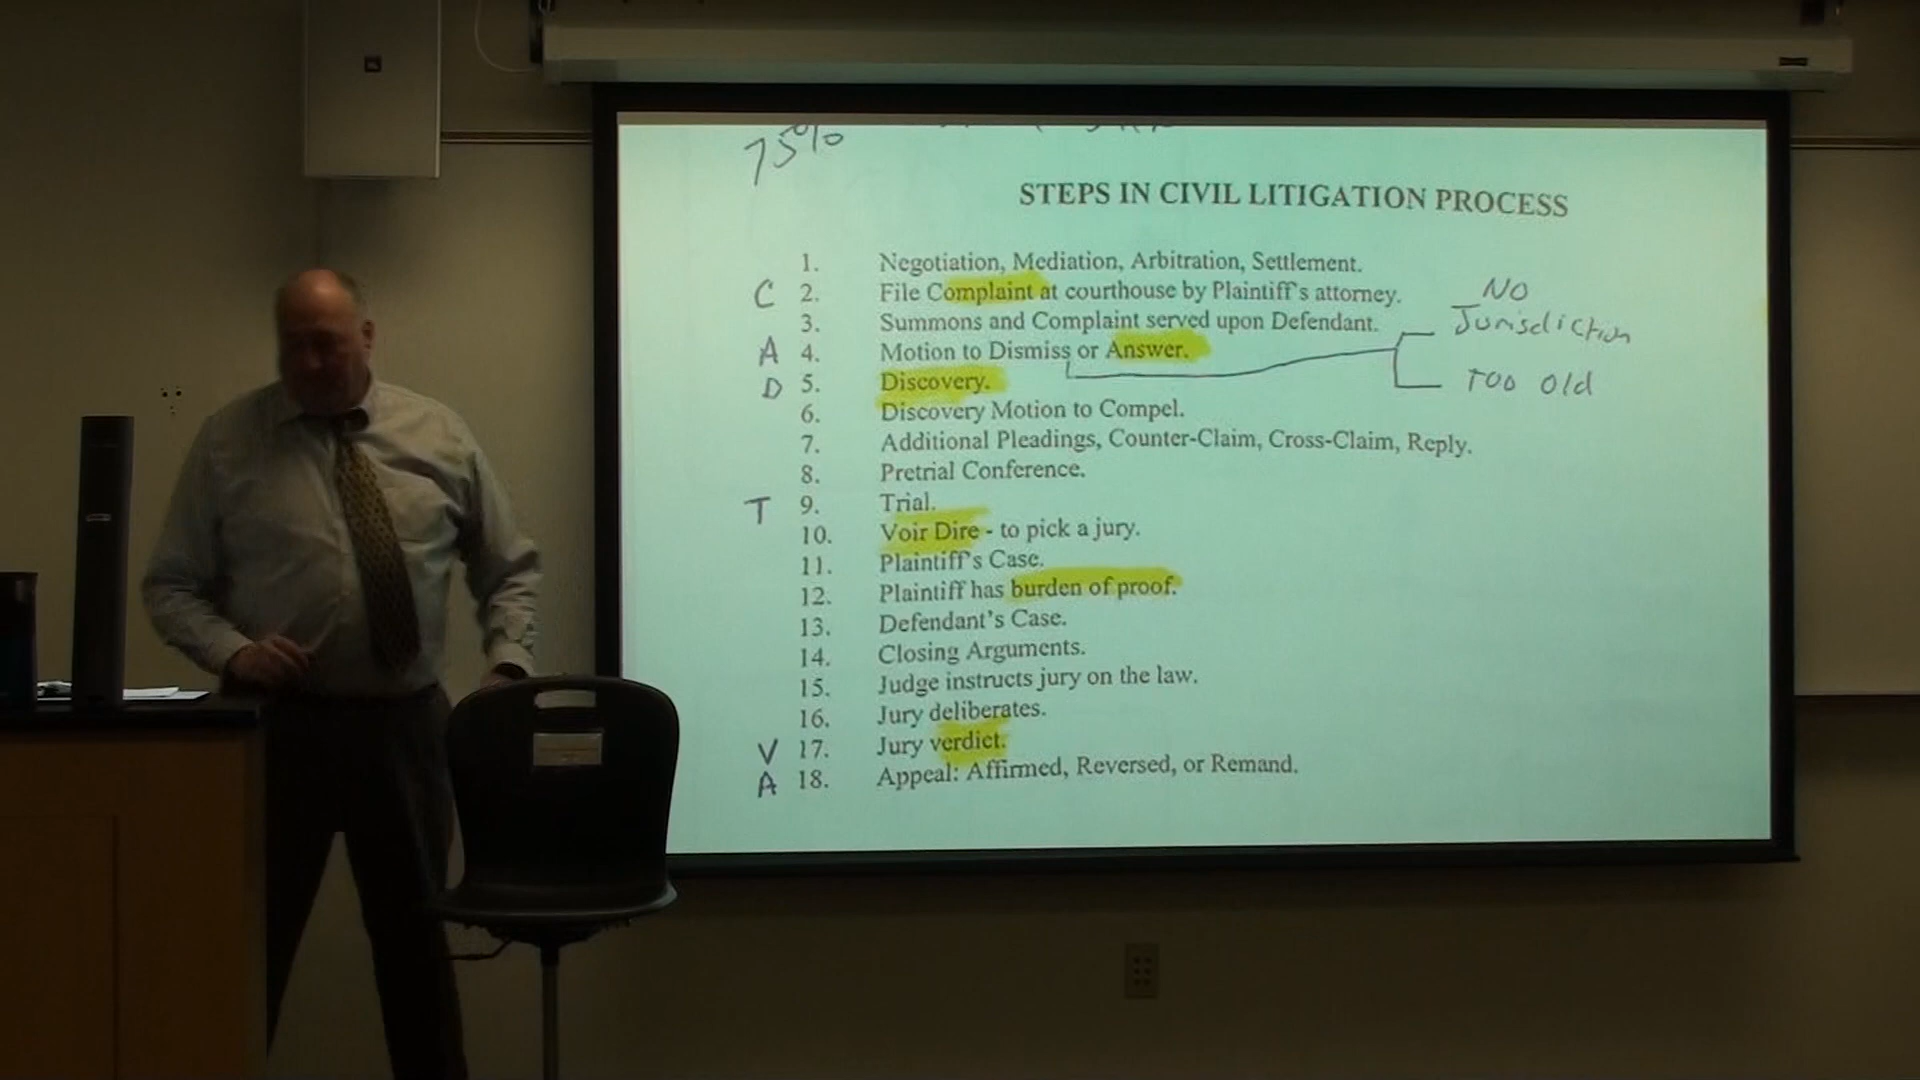 75%
STEPS IN CIVIL LITIGATION PROCESS
1. Negotiation, Mediation, Arbitration, Settlement.
C 2. File Complaint at courthouse by Plaintiff's attorney.
NO
3. Summons and Complaint served upon Defendant.
Jurisdiction
A 4. Motion to Dismiss or Answer.
D 5. Discovery.
TOO Old
6. Discovery Motion to Compel.
7. Additional Pleadings, Counter-Claim, Cross-Claim, Reply.
8. Pretrial Conference.
T 9. Trial.
10. Voir Dire - to pick a jury.
11. Plaintiff's Case.
12. Plaintiff has burden of proof.
13. Defendant's Case.
14. Closing Arguments.
15. Judge instructs jury on the law.
16. Jury deliberates.
V 17. Jury verdict.
A 18. Appeal: Affirmed, Reversed, or Remand.